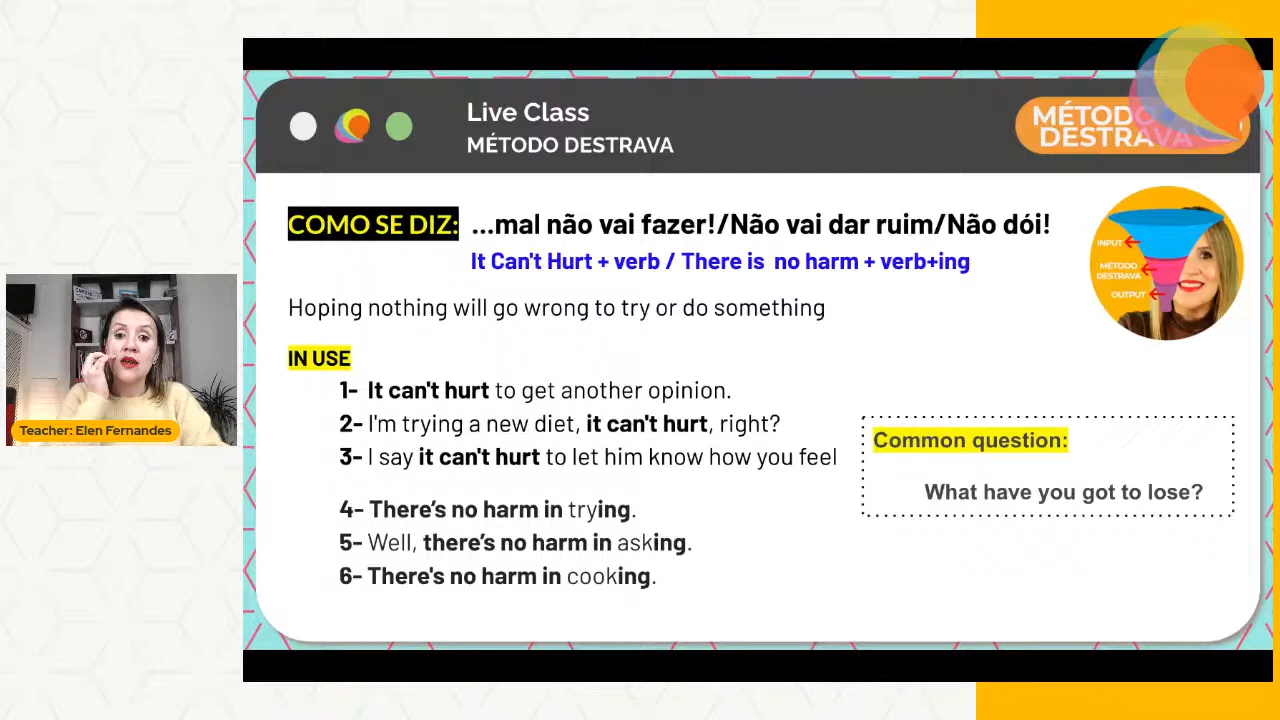 Live Class
MÉTODO DESTRAVA
MÉTODO
DESTRAVA
COMO SE DIZ: ...mal não vai fazer!/Não vai dar ruim/Não dói!
It Can't Hurt + verb / There is no harm + verb+ing
Hoping nothing will go wrong to try or do something
INPUT
MÉTODO
DESTRAVA
OUTPUT
IN USE
1- It can't hurt to get another opinion.
2- I'm trying a new diet, it can't hurt, right?
3- I say it can't hurt to let him know how you feel
4- There’s no harm in trying.
5- Well, there’s no harm in asking.
6- There's no harm in cooking.
Common question:
What have you got to lose?
Teacher: Elen Fernandes